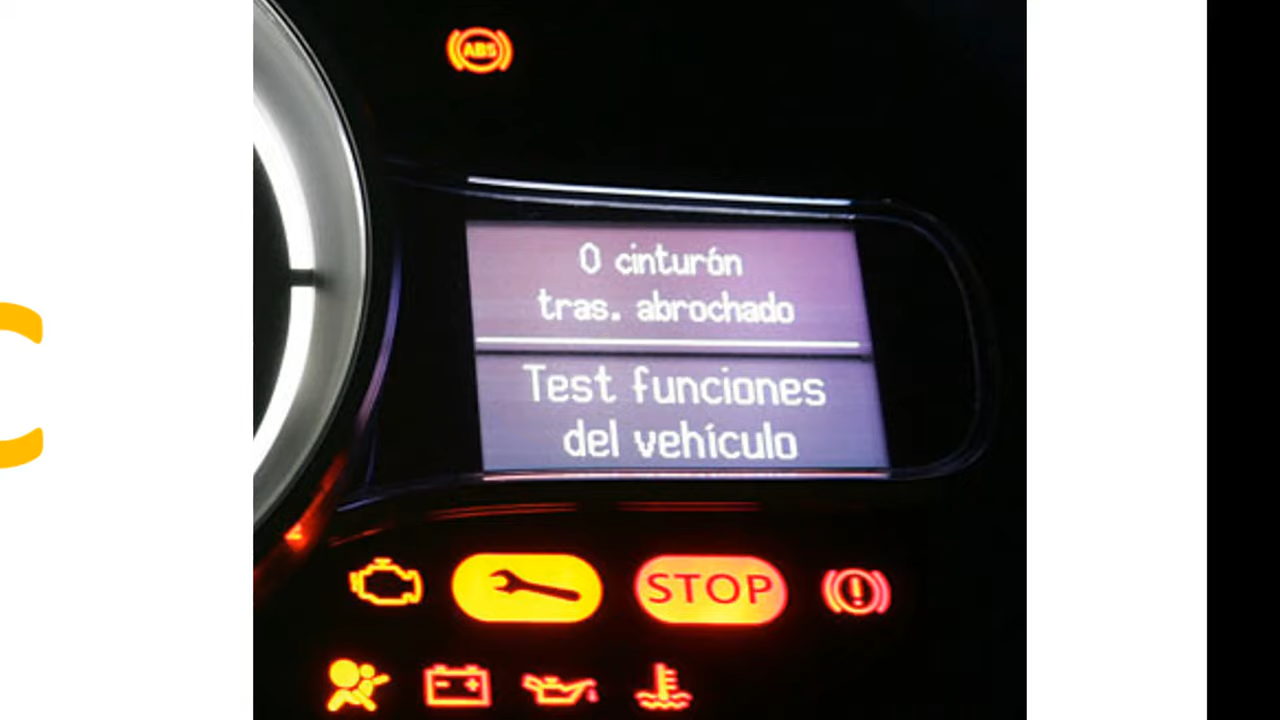 ABS
0 cinturón
tras. abrochado
Test funciones
del vehículo
STOP